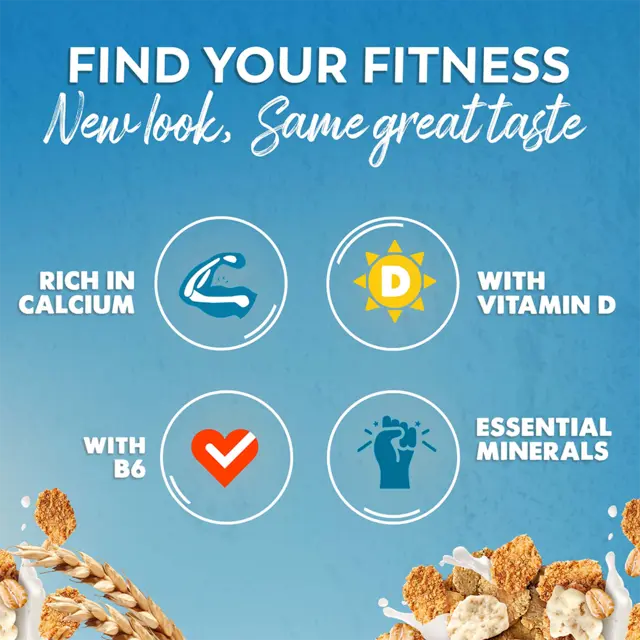 FIND YOUR FITNESS
New look, Same great taste
RICH IN
CALCIUM
D
WITH
VITAMIN D
WITH
B6
ESSENTIAL
MINERALS